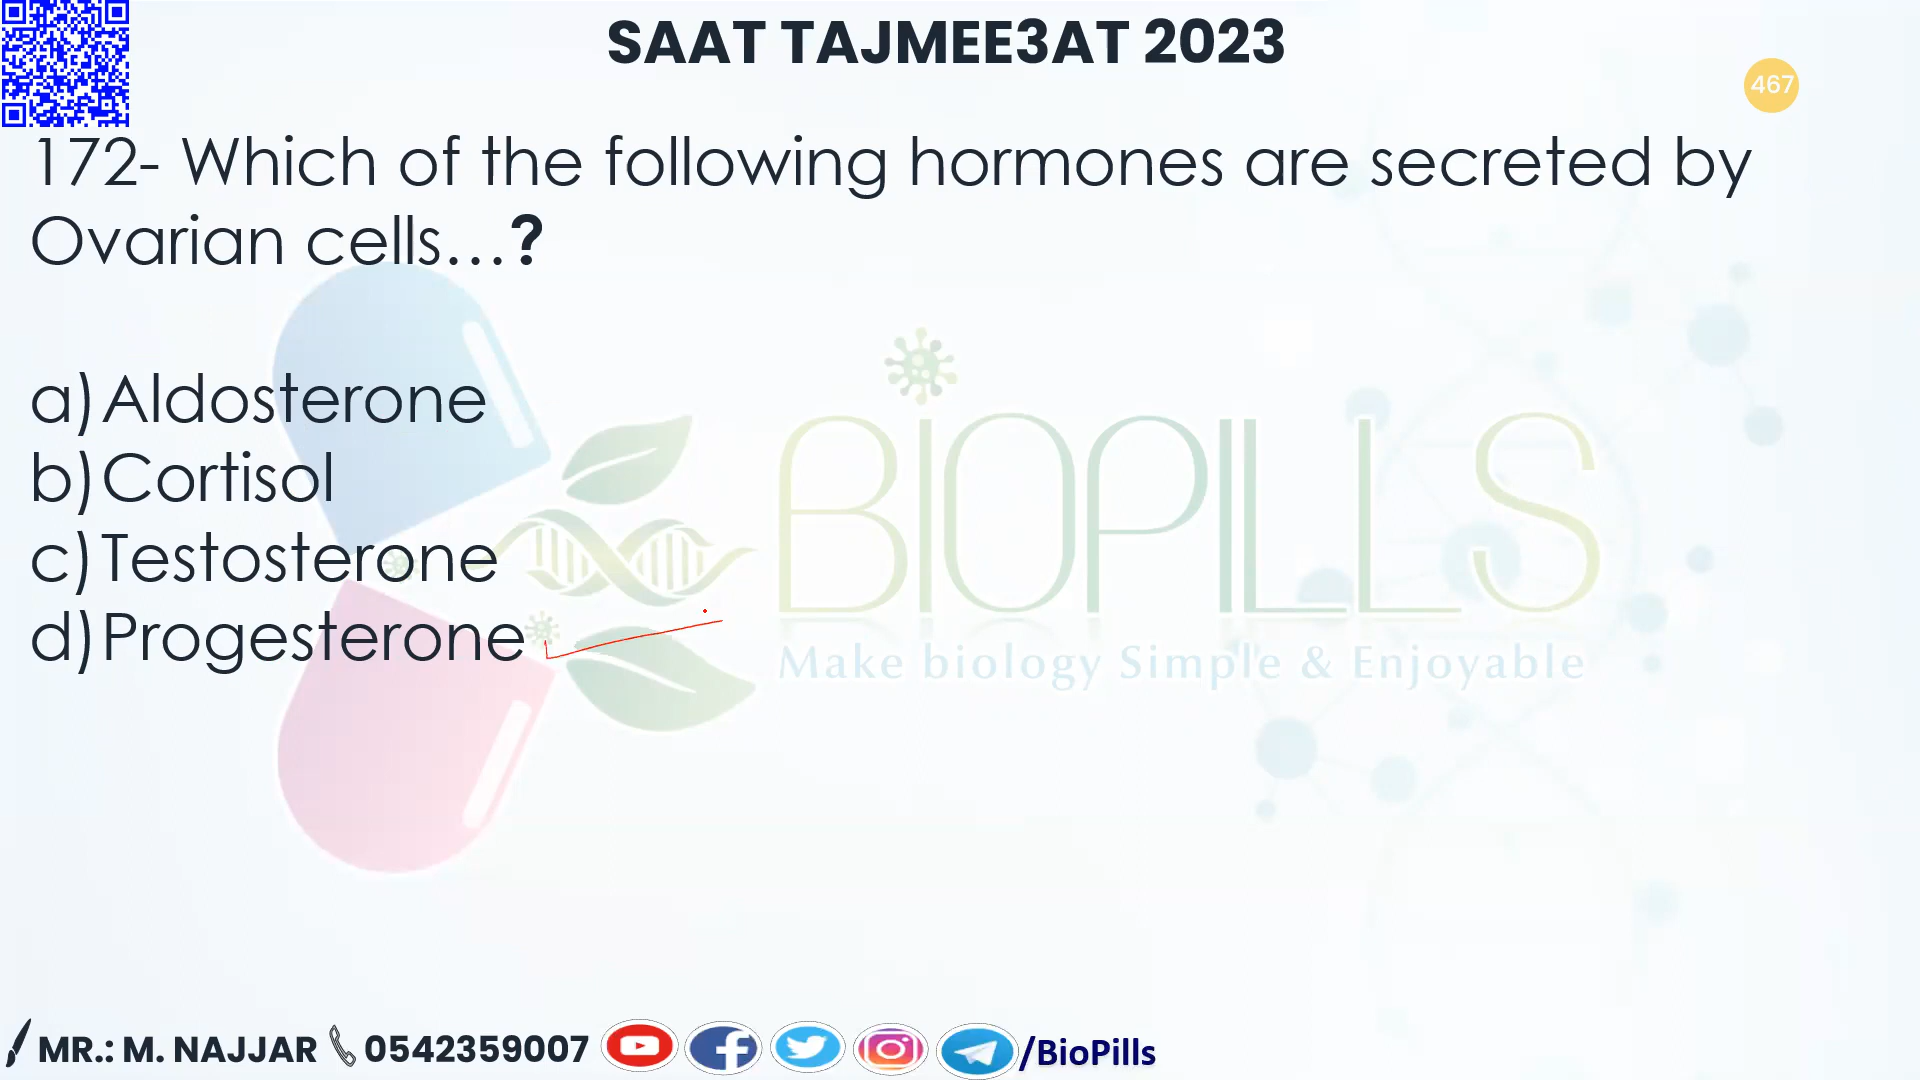 SAAT TAJMEE3AT 2023
467
172- Which of the following hormones are secreted by
Ovarian cells…?
a) Aldosterone
b) Cortisol
c) Testosterone
d) Progesterone
BIOPILLS
Make biology Simple & Enjoyable
MR.: M. NAJJAR 0542359007 /BioPills